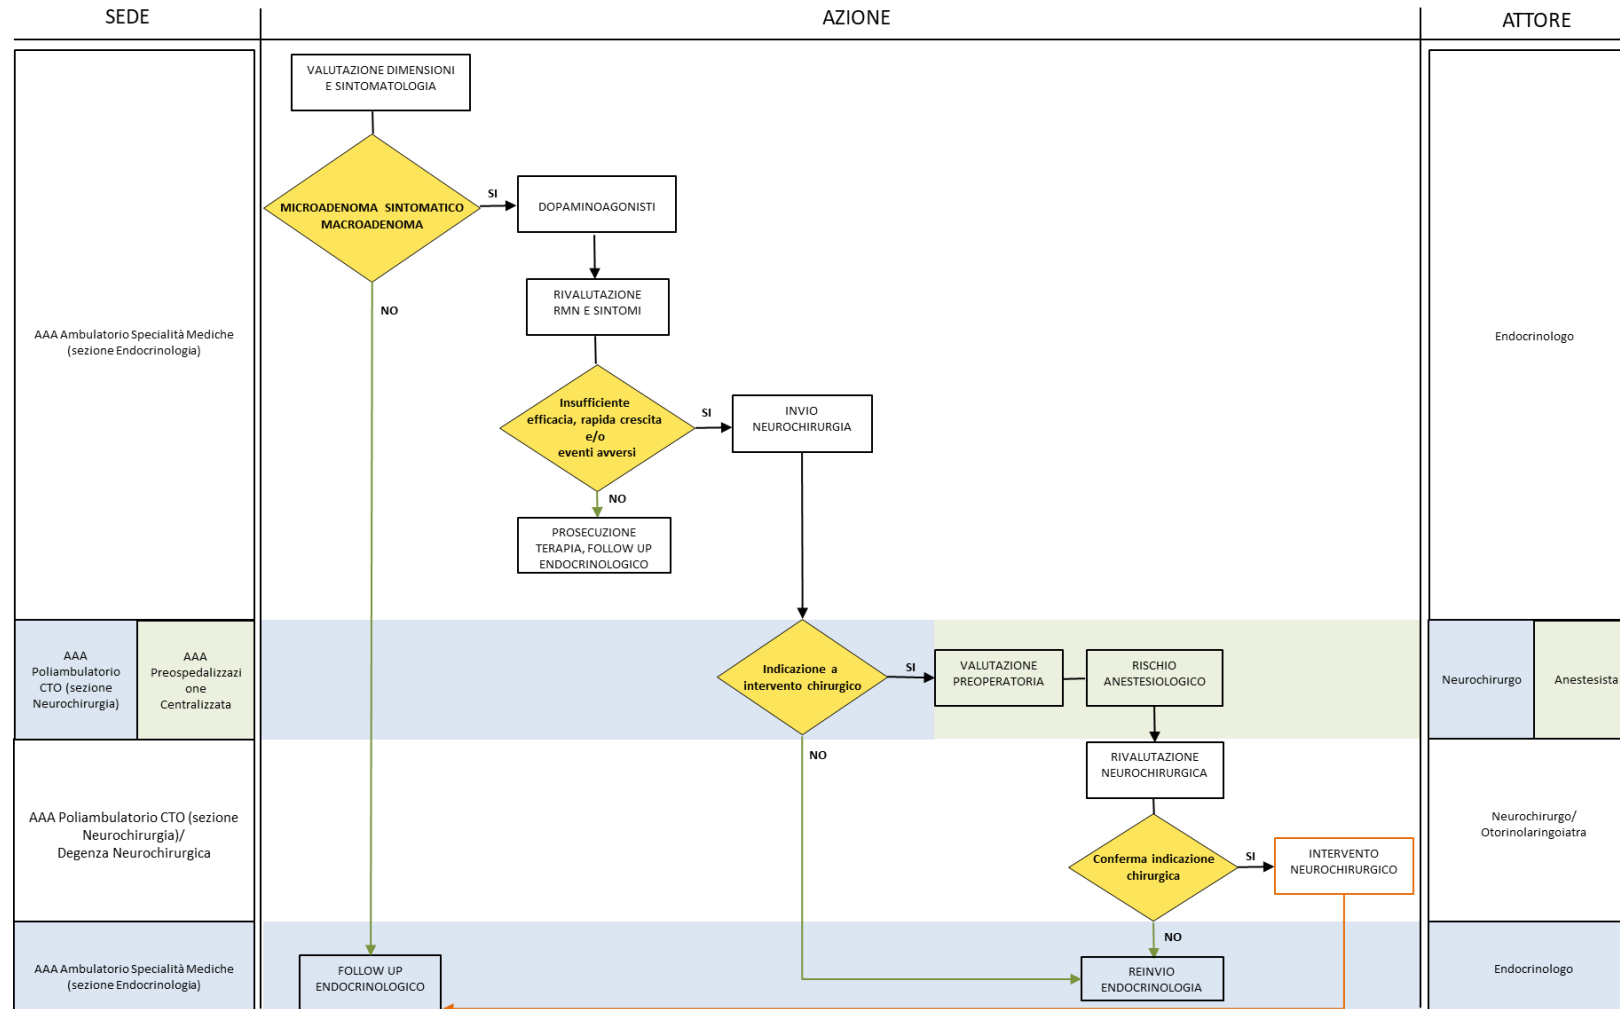 SEDE
AZIONE
ATTORE
VALUTAZIONE DIMENSIONI
E SINTOMATOLOGIA
MICROADENOMA SINTOMATICO
MACROADENOMA
SI
DOPAMINOAGONISTI
RIVALUTAZIONE
RMN E SINTOMI
NO
AAA Ambulatorio Specialità Mediche
(sezione Endocrinologia)
Endocrinologo
Insufficiente
efficacia, rapida crescita
e/o
eventi avversi
SI
INVIO
NEUROCHIRURGIA
NO
PROSECUZIONE
TERAPIA, FOLLOW UP
ENDOCRINOLOGICO
AAA
Poliambulatorio
CTO (sezione
Neurochirurgia)
AAA
Preospedalizzazi
one
Centralizzata
Indicazione a
intervento chirurgico
SI
VALUTAZIONE
PREOPERATORIA
RISCHIO
ANESTESIOLOGICO
Neurochirurgo
Anestesista
NO
RIVALUTAZIONE
NEUROCHIRURGICA
AAA Poliambulatorio CTO (sezione
Neurochirurgia)/
Degenza Neurochirurgica
Neurochirurgo/
Otorinolaringoiatra
Conferma indicazione
chirurgica
SI
INTERVENTO
NEUROCHIRURGICO
NO
AAA Ambulatorio Specialità Mediche
(sezione Endocrinologia)
FOLLOW UP
ENDOCRINOLOGICO
REINVIO
ENDOCRINOLOGIA
Endocrinologo